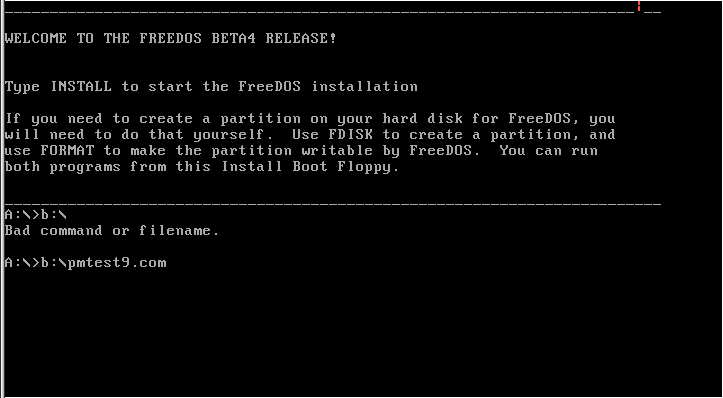 WELCOME TO THE FREEDOS BETA4 RELEASE!
Type INSTALL to start the FreeDOS installation
If you need to create a partition on your hard disk for FreeDOS, you
will need to do that yourself.  Use FDISK to create a partition, and
use FORMAT to make the partition writable by FreeDOS.  You can run
both programs from this Install Boot Floppy.
A:\>b:\
Bad command or filename.
A:\>b:\pmtest9.com